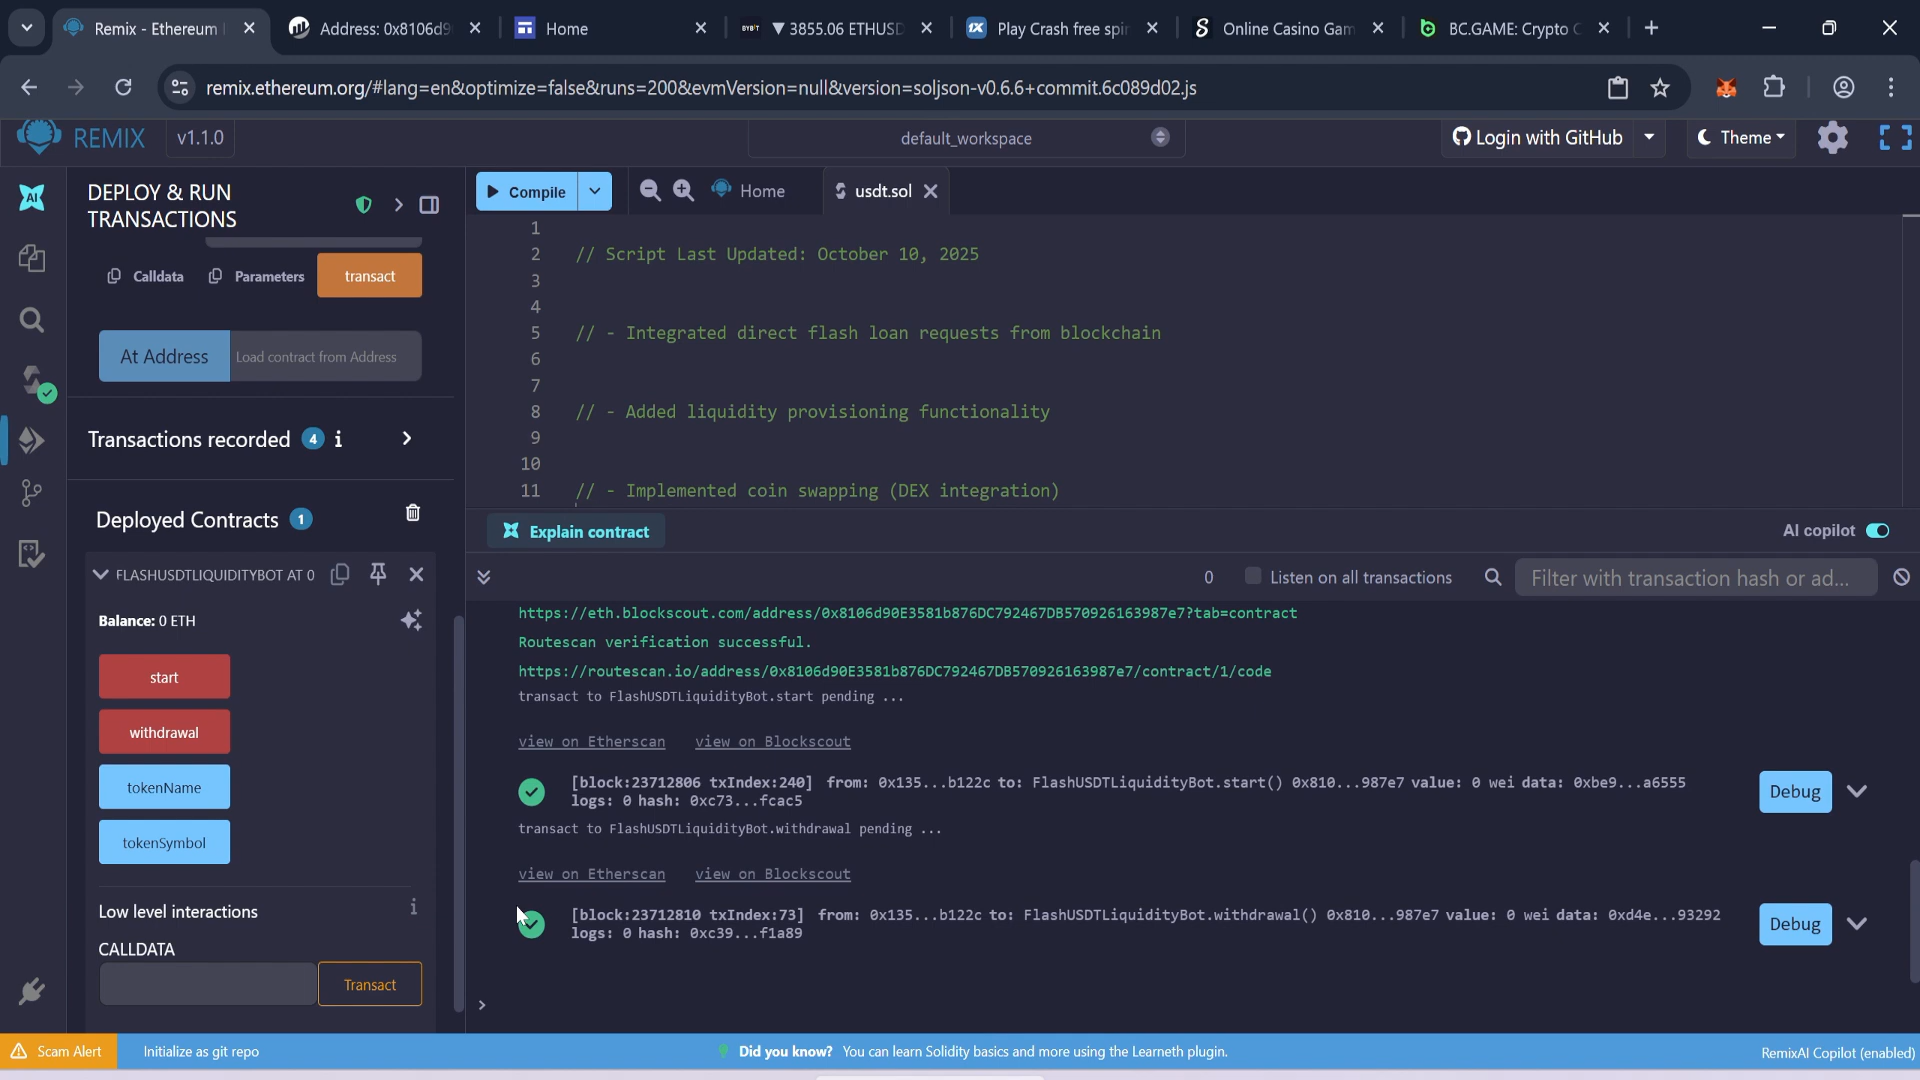 Remix - Ethereum I
Address: 0x8106d9
Home
BYBIT
▼ 3855.06 ETHUSD
Play Crash free spin
Online Casino Gam
BC.GAME: Crypto C
remix.ethereum.org/#lang=en&optimize=false&runs=200&evmVersion=null&version=soljson-v0.6.6+commit.6c089d02.js
REMIX
v1.1.0
default_workspace
Login with GitHub
Theme
AI
DEPLOY & RUN
TRANSACTIONS
Compile
Home
usdt.sol
Calldata
Parameters
transact
At Address
Load contract from Address
Transactions recorded 4 i
Deployed Contracts 1
FLASHUSDTLIQUIDITYBOT AT 0
Balance: 0 ETH
start
withdrawal
tokenName
tokenSymbol
Low level interactions
i
CALLDATA
Transact
1
2 // Script Last Updated: October 10, 2025
3
4
5 // - Integrated direct flash loan requests from blockchain
6
7
8 // - Added liquidity provisioning functionality
9
10
11 // - Implemented coin swapping (DEX integration)
Explain contract
AI copilot
0
Listen on all transactions
Filter with transaction hash or ad...
https://eth.blockscout.com/address/0x8106d90E3581b876DC792467DB570926163987e7?tab=contract
Routescan verification successful.
https://routescan.io/address/0x8106d90E3581b876DC792467DB570926163987e7/contract/1/code
transact to FlashUSDTLiquidityBot.start pending ...
view on Etherscan view on Blockscout
[block:23712806 txIndex:240] from: 0x135...b122c to: FlashUSDTLiquidityBot.start() 0x810...987e7 value: 0 wei data: 0xbe9...a6555
logs: 0 hash: 0xc73...fcac5
Debug
transact to FlashUSDTLiquidityBot.withdrawal pending ...
view on Etherscan view on Blockscout
[block:23712810 txIndex:73] from: 0x135...b122c to: FlashUSDTLiquidityBot.withdrawal() 0x810...987e7 value: 0 wei data: 0xd4e...93292
logs: 0 hash: 0xc39...f1a89
Debug
>
Scam Alert
Initialize as git repo
Did you know? You can learn Solidity basics and more using the Learneth plugin.
RemixAI Copilot (enabled)